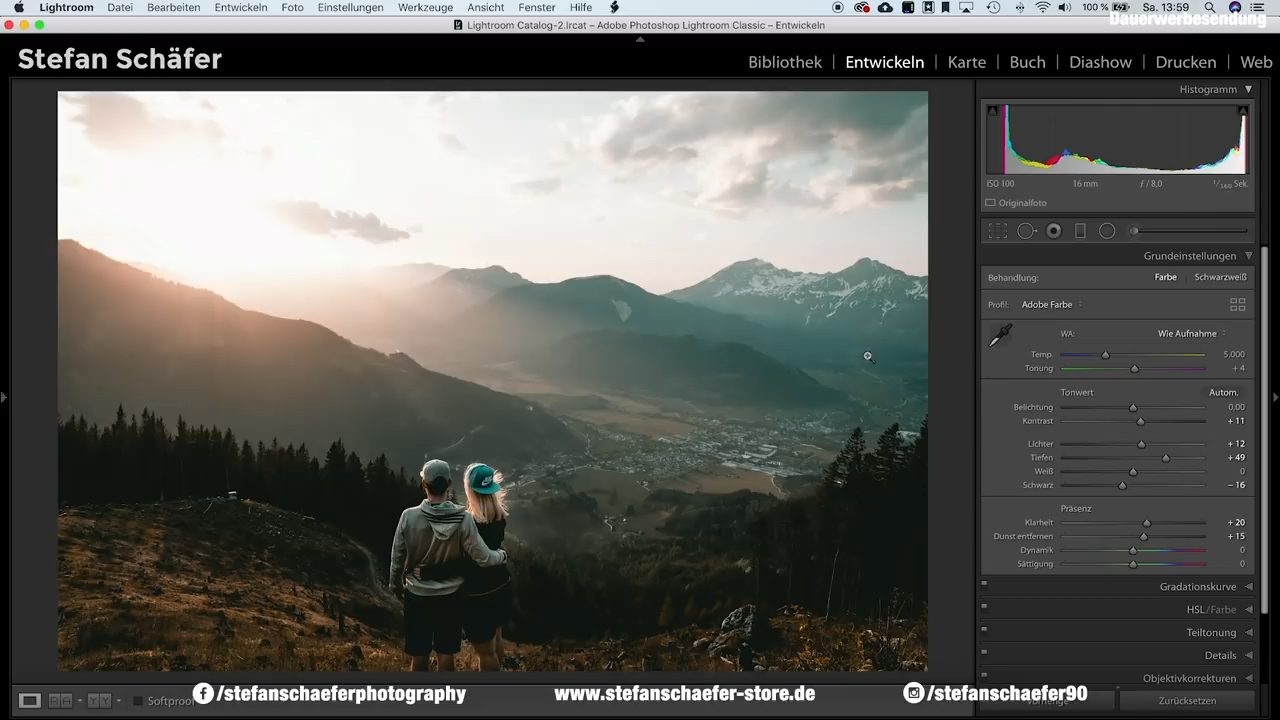 Lightroom Datei Bearbeiten Entwickeln Foto Einstellungen Werkzeuge Ansicht Fenster Hilfe 100 % Sa. 13:59
Dauerwerbesendung
Lightroom Catalog-2.lrcat – Adobe Photoshop Lightroom Classic – Entwickeln
Stefan Schäfer
Bibliothek | Entwickeln | Karte | Buch | Diashow | Drucken | Web
Histogramm
ISO 100 16 mm ƒ / 8,0 1/160 Sek.
Originalfoto
Grundeinstellungen
Behandlung: Farbe Schwarzweiß
Profil: Adobe Farbe
WA: Wie Aufnahme
Temp. 5.000
Tonung + 4
Tonwert Autom.
Belichtung 0,00
Kontrast + 11
Lichter + 12
Tiefen + 49
Weiß 0
Schwarz – 16
Präsenz
Klarheit + 20
Dunst entfernen + 15
Dynamik 0
Sättigung 0
Gradationskurve
HSL / Farbe
Teiltonung
Details
Objektivkorrekturen
Softproof
/stefanschaeferphotography www.stefanschaefer-store.de /stefanschaefer90
Vorherige Zurücksetzen